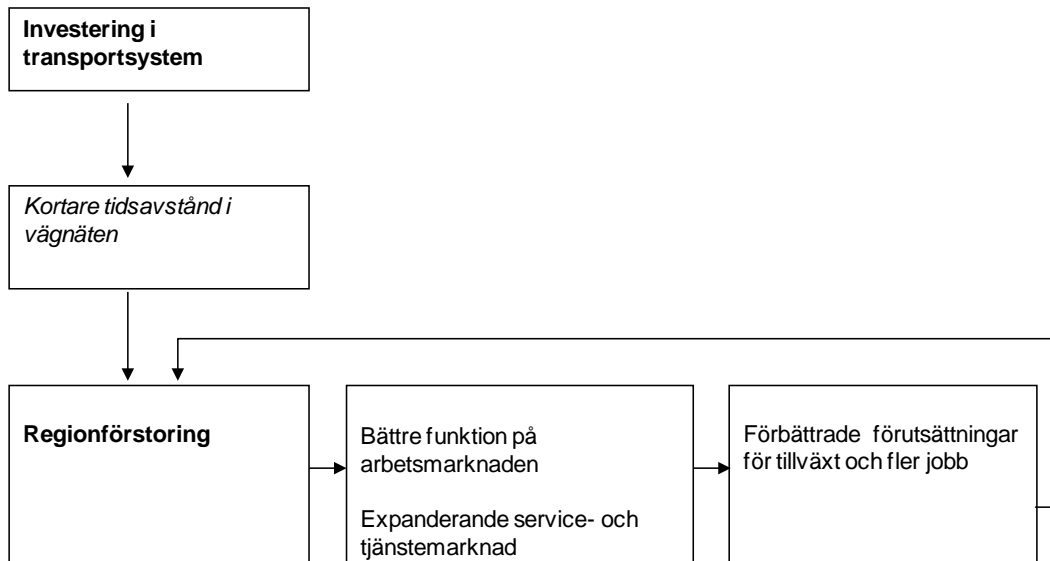 Investering i
transportsystem
Kortare tidsavstånd i
vägnäten
Regionförstoring
Bättre funktion på
arbetsmarknaden
Expanderande service- och
tjänstemarknad
Förbättrade förutsättningar
för tillväxt och fler jobb